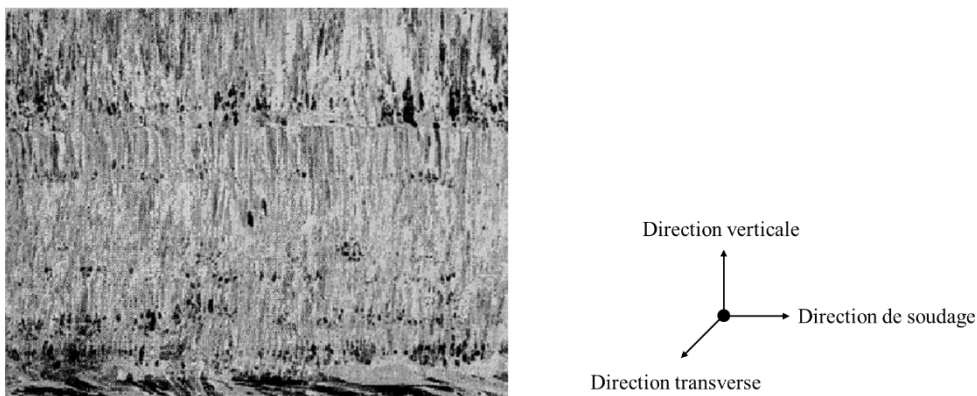 Direction verticale
Direction de soudage
Direction transverse